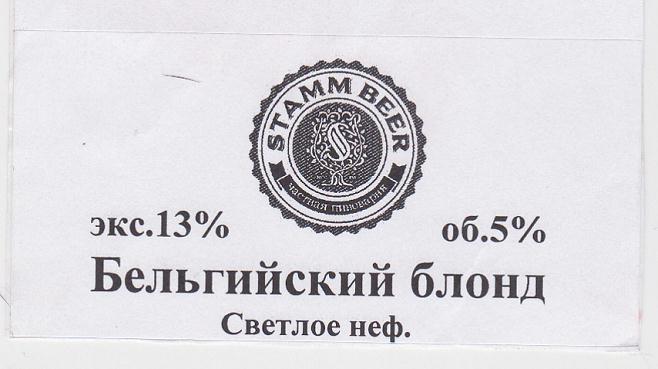 STAMM BEER
частная пивоварня
экс.13% об.5%
Бельгийский блонд
Светлое неф.